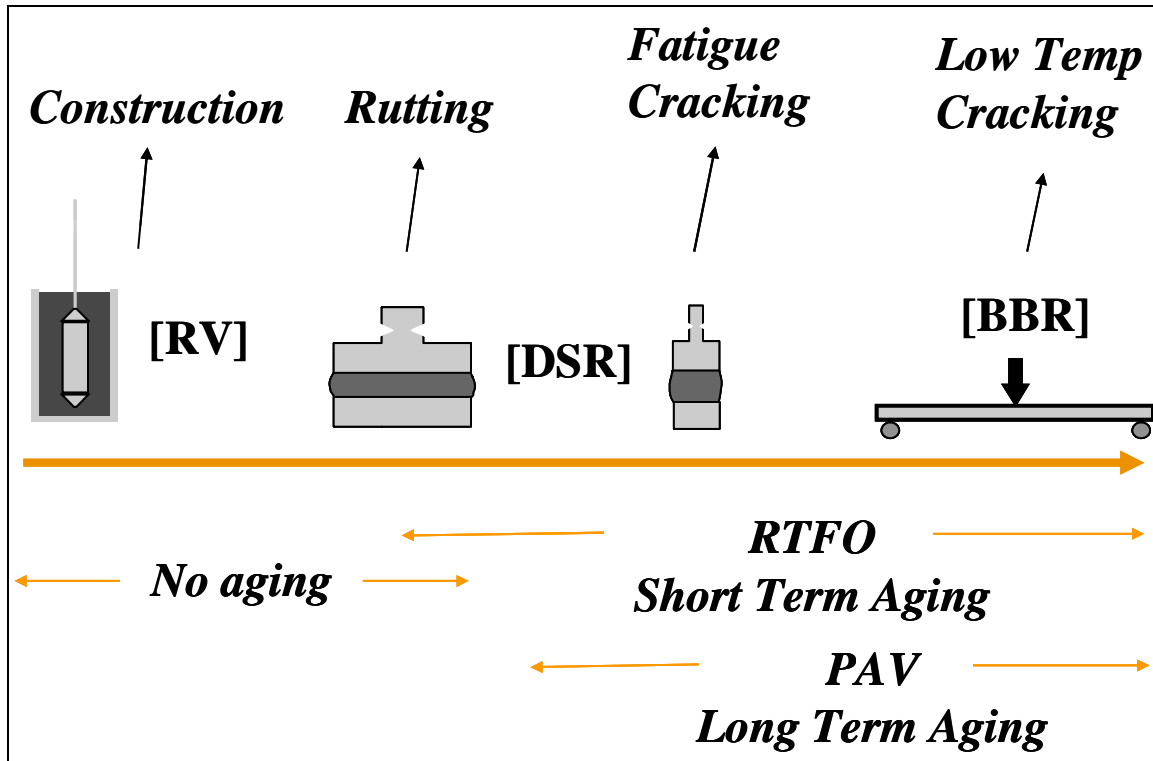 Construction
Rutting
Fatigue
Cracking
Low Temp
Cracking
[RV]
[DSR]
[BBR]
No aging
RTFO
Short Term Aging
PAV
Long Term Aging